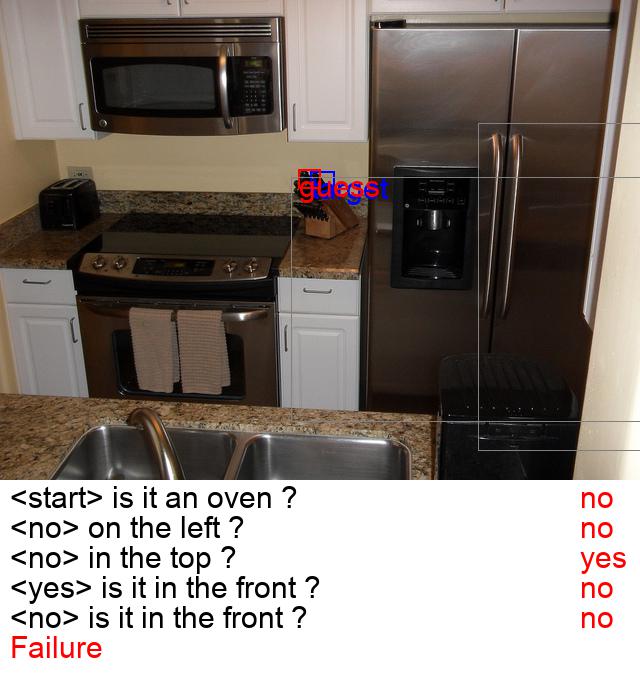 guess
<start> is it an oven ? no
<no> on the left ? no
<no> in the top ? yes
<yes> is it in the front ? no
<no> is it in the front ? no
Failure